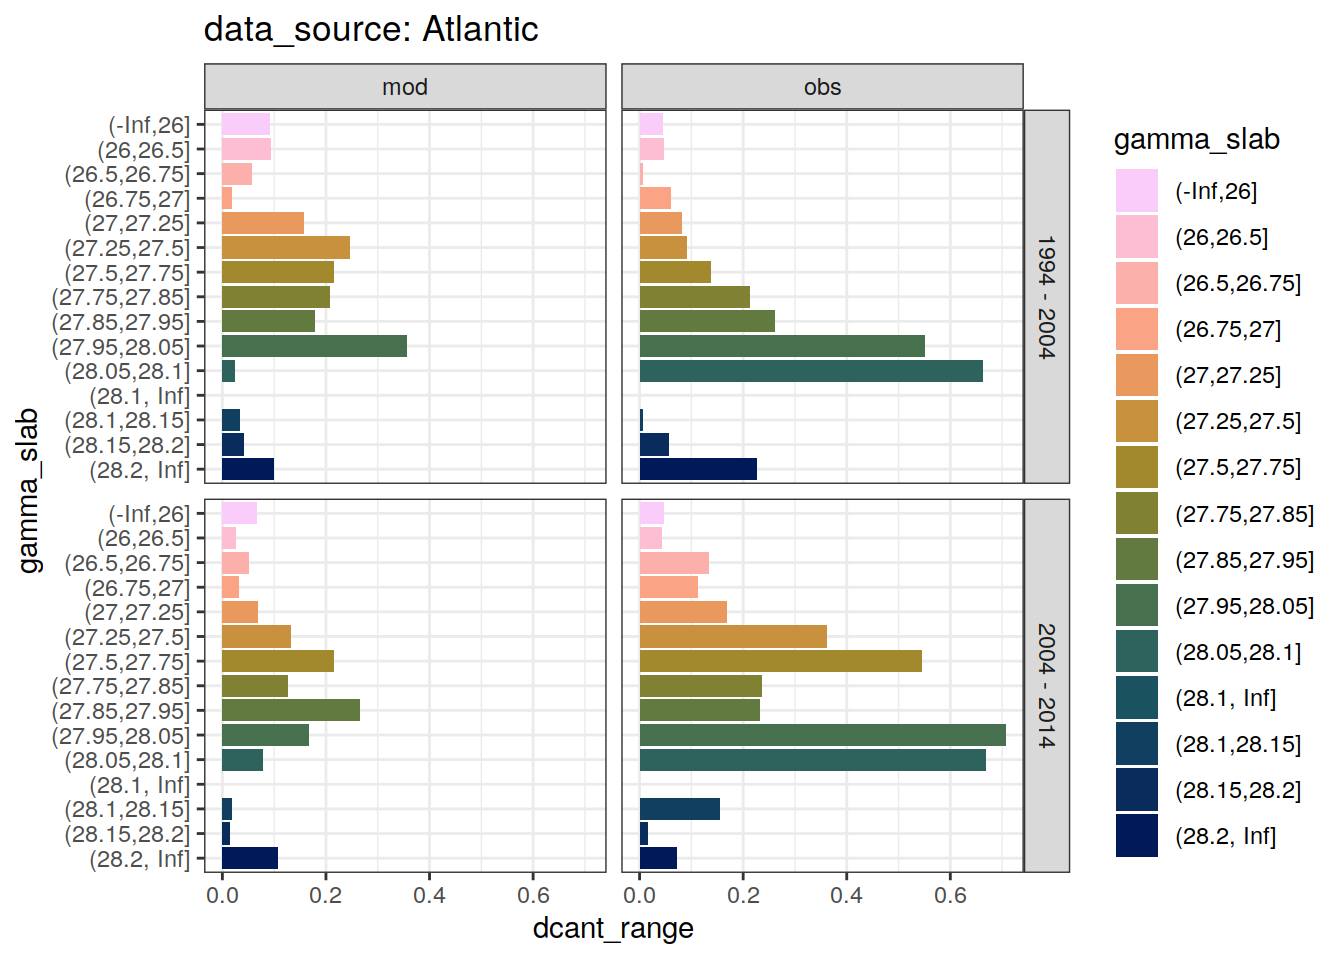 data_source: Atlantic
mod
obs
gamma_slab
(-Inf,26]
(26,26.5]
(26.5,26.75]
(26.75,27]
(27,27.25]
(27.25,27.5]
(27.5,27.75]
(27.75,27.85]
(27.85,27.95]
(27.95,28.05]
(28.05,28.1]
(28.1, Inf]
(28.1,28.15]
(28.15,28.2]
(28.2, Inf]
1994 - 2004
(-Inf,26]
(26,26.5]
(26.5,26.75]
(26.75,27]
(27,27.25]
(27.25,27.5]
(27.5,27.75]
(27.75,27.85]
(27.85,27.95]
(27.95,28.05]
(28.05,28.1]
(28.1, Inf]
(28.1,28.15]
(28.15,28.2]
(28.2, Inf]
2004 - 2014
0.0 0.2 0.4 0.6 0.0 0.2 0.4 0.6
dcant_range
gamma_slab
(-Inf,26]
(26,26.5]
(26.5,26.75]
(26.75,27]
(27,27.25]
(27.25,27.5]
(27.5,27.75]
(27.75,27.85]
(27.85,27.95]
(27.95,28.05]
(28.05,28.1]
(28.1, Inf]
(28.1,28.15]
(28.15,28.2]
(28.2, Inf]